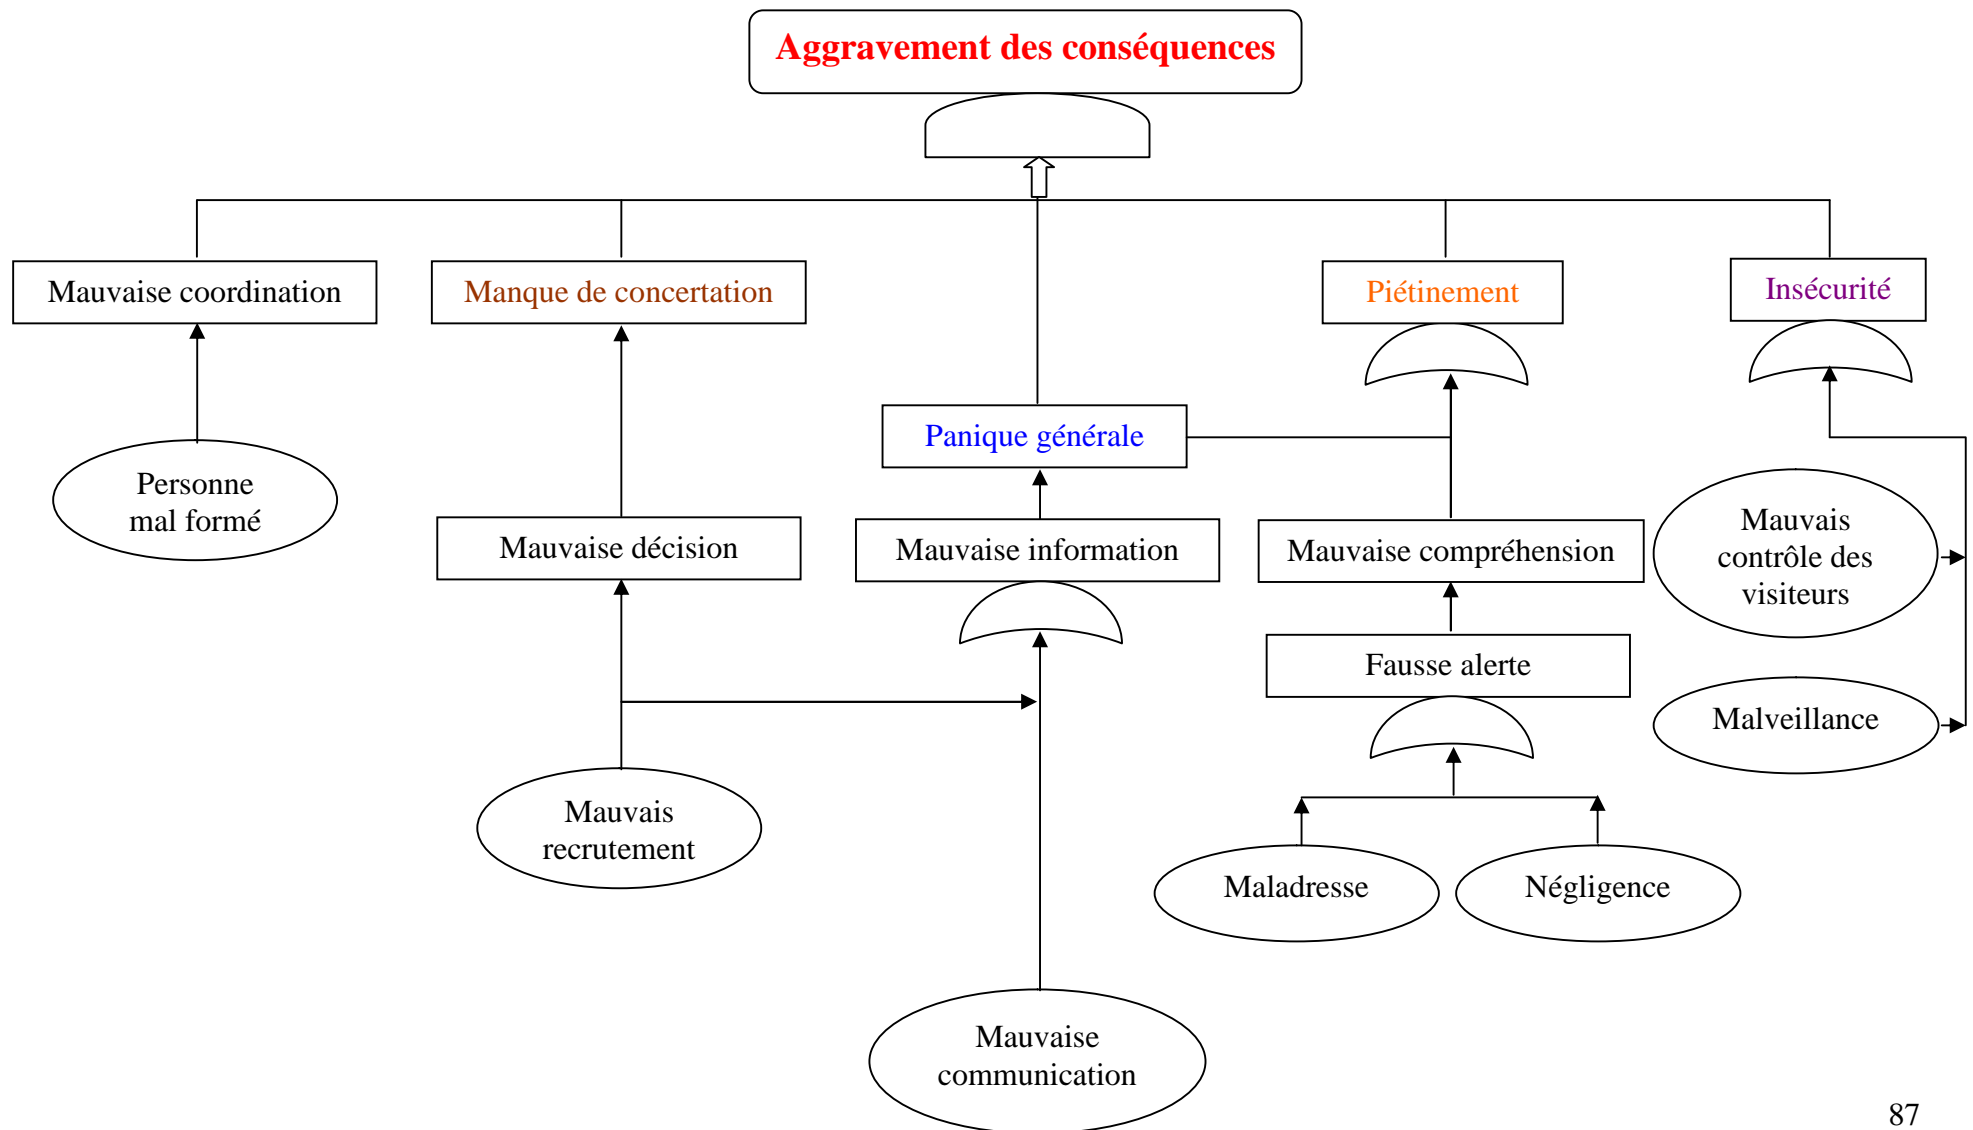 Aggravement des conséquences
Mauvaise coordination
Manque de concertation
Piétinement
Insécurité
Panique générale
Personne
mal formé
Mauvaise décision
Mauvaise information
Mauvaise compréhension
Mauvais
contrôle des
visiteurs
Fausse alerte
Malveillance
Mauvais
recrutement
Maladresse
Négligence
Mauvaise
communication
87